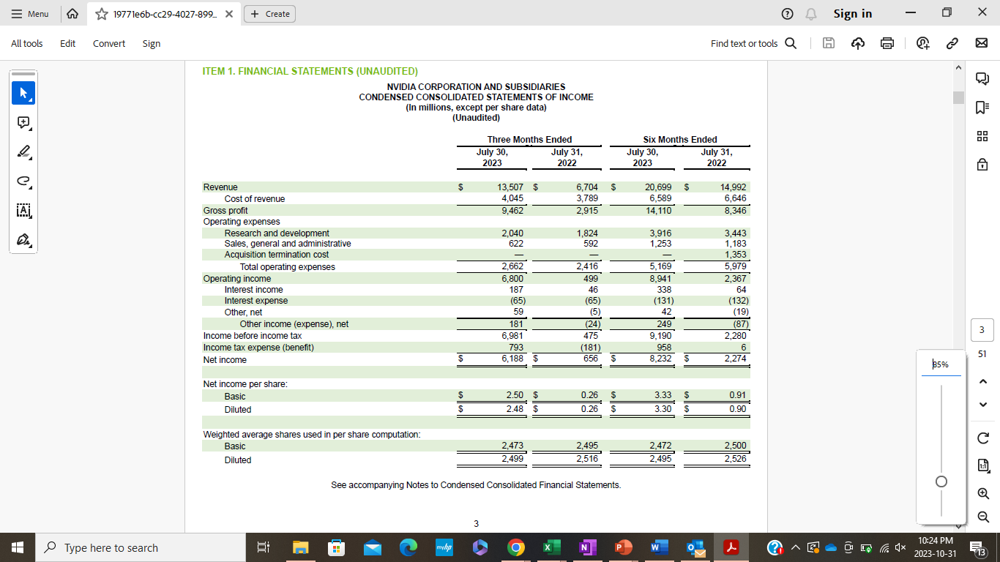 Menu 19771e6b-cc29-4027-899... Create Sign in
All tools Edit Convert Sign Find text or tools
ITEM 1. FINANCIAL STATEMENTS (UNAUDITED)
NVIDIA CORPORATION AND SUBSIDIARIES
CONDENSED CONSOLIDATED STATEMENTS OF INCOME
(In millions, except per share data)
(Unaudited)
Three Months Ended Six Months Ended
July 30, July 31, July 30, July 31,
2023 2022 2023 2022
Revenue $ 13,507 $ 6,704 $ 20,699 $ 14,992
Cost of revenue 4,045 3,789 6,589 6,646
Gross profit 9,462 2,915 14,110 8,346
Operating expenses
Research and development 2,040 1,824 3,916 3,443
Sales, general and administrative 622 592 1,253 1,183
Acquisition termination cost — — — 1,353
Total operating expenses 2,662 2,416 5,169 5,979
Operating income 6,800 499 8,941 2,367
Interest income 187 46 338 64
Interest expense (65) (65) (131) (132)
Other, net 59 (5) 42 (19)
Other income (expense), net 181 (24) 249 (87)
Income before income tax 6,981 475 9,190 2,280
Income tax expense (benefit) 793 (181) 958 6
Net income $ 6,188 $ 656 $ 8,232 $ 2,274
Net income per share:
Basic $ 2.50 $ 0.26 $ 3.33 $ 0.91
Diluted $ 2.48 $ 0.26 $ 3.30 $ 0.90
Weighted average shares used in per share computation:
Basic 2,473 2,495 2,472 2,500
Diluted 2,499 2,516 2,495 2,526
See accompanying Notes to Condensed Consolidated Financial Statements.
3
3
51
85%
1:1
Type here to search
myhp
10:24 PM
2023-10-31
13